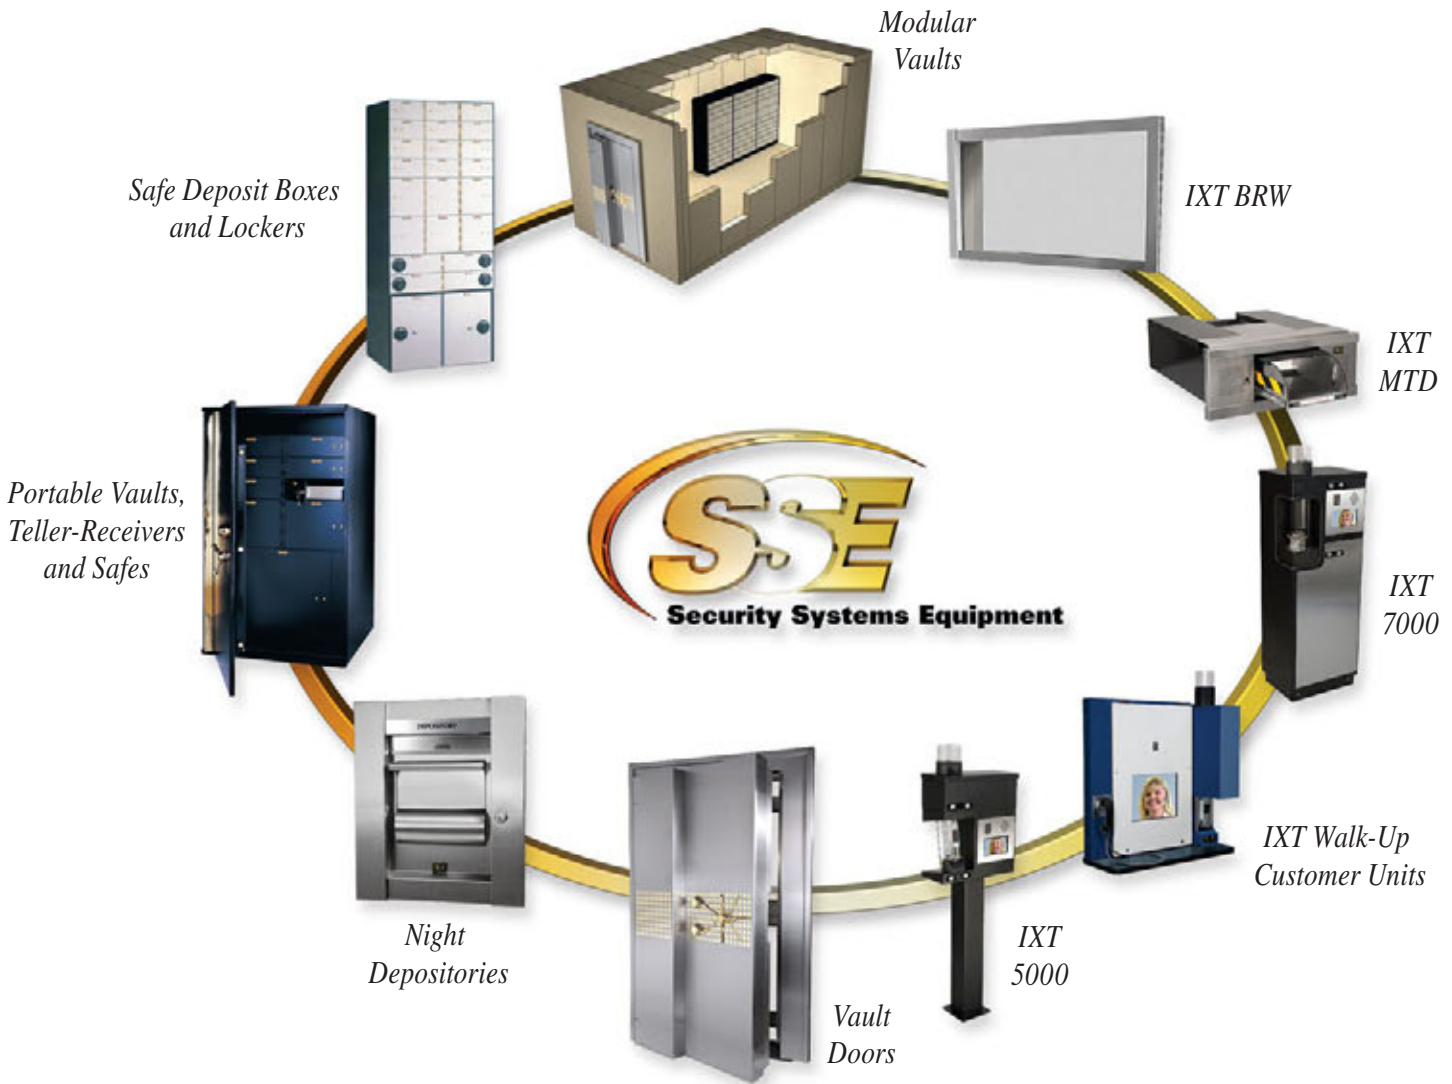 Modular
Vaults
Safe Deposit Boxes
and Lockers
IXT BRW
IXT
MTD
Portable Vaults,
Teller-Receivers
and Safes
SSE
Security Systems Equipment
IXT
7000
DEPOSITORY
IXT Walk-Up
Customer Units
Night
Depositories
IXT
5000
Vault
Doors